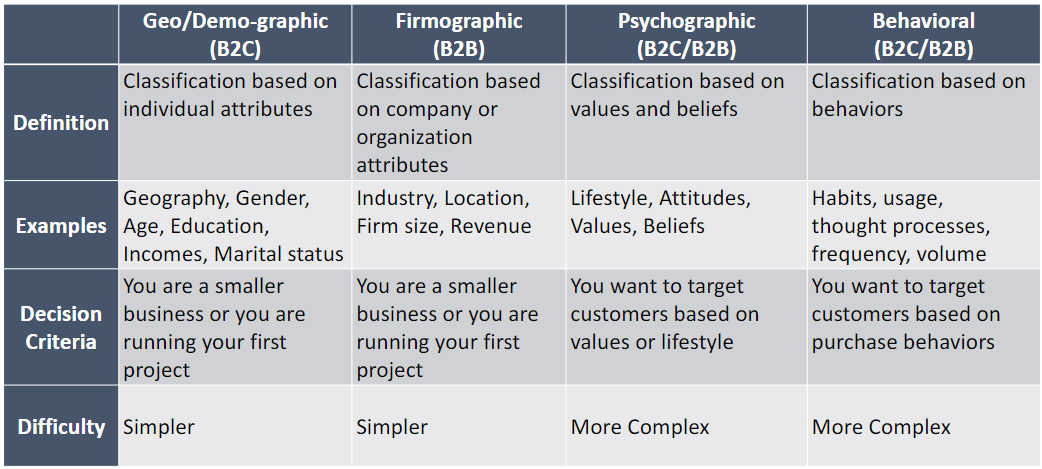 Geo/Demo-graphic
(B2C)
Firmographic
(B2B)
Psychographic
(B2C/B2B)
Behavioral
(B2C/B2B)
Definition
Classification based on
individual attributes
Classification based
on company or
organization
attributes
Classification based on
values and beliefs
Classification based on
behaviors
Examples
Geography, Gender,
Age, Education,
Incomes, Marital status
Industry, Location,
Firm size, Revenue
Lifestyle, Attitudes,
Values, Beliefs
Habits, usage,
thought processes,
frequency, volume
Decision
Criteria
You are a smaller
business or you are
running your first
project
You are a smaller
business or you are
running your first
project
You want to target
customers based on
values or lifestyle
You want to target
customers based on
purchase behaviors
Difficulty
Simpler
Simpler
More Complex
More Complex